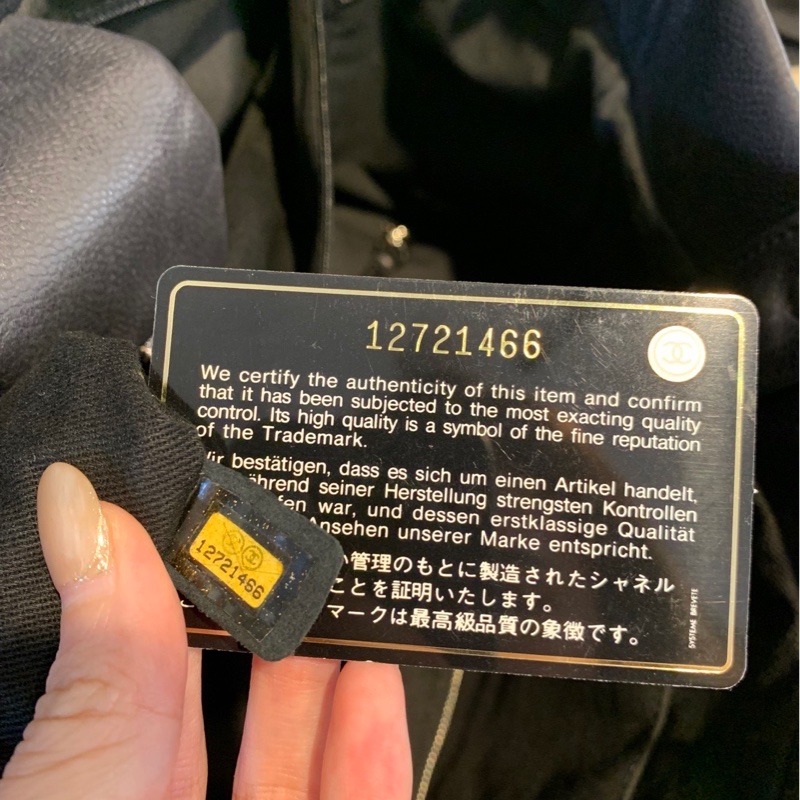 12721466
We certify the authenticity of this item and confirm
that it has been subjected to the most exacting quality
control. Its high quality is a symbol of the fine reputation
of the Trademark.
bestätigen, dass es sich um einen Artikel handelt,
seiner Herstellung strengsten Kontrollen
war, und dessen erstklassige Qualität
Ansehen unserer Marke entspricht.
管理のもとに製造されたシャネル
ことを証明いたします。
マークは最高級品質の象徴です。
SYSTEME BREVETE
12721466